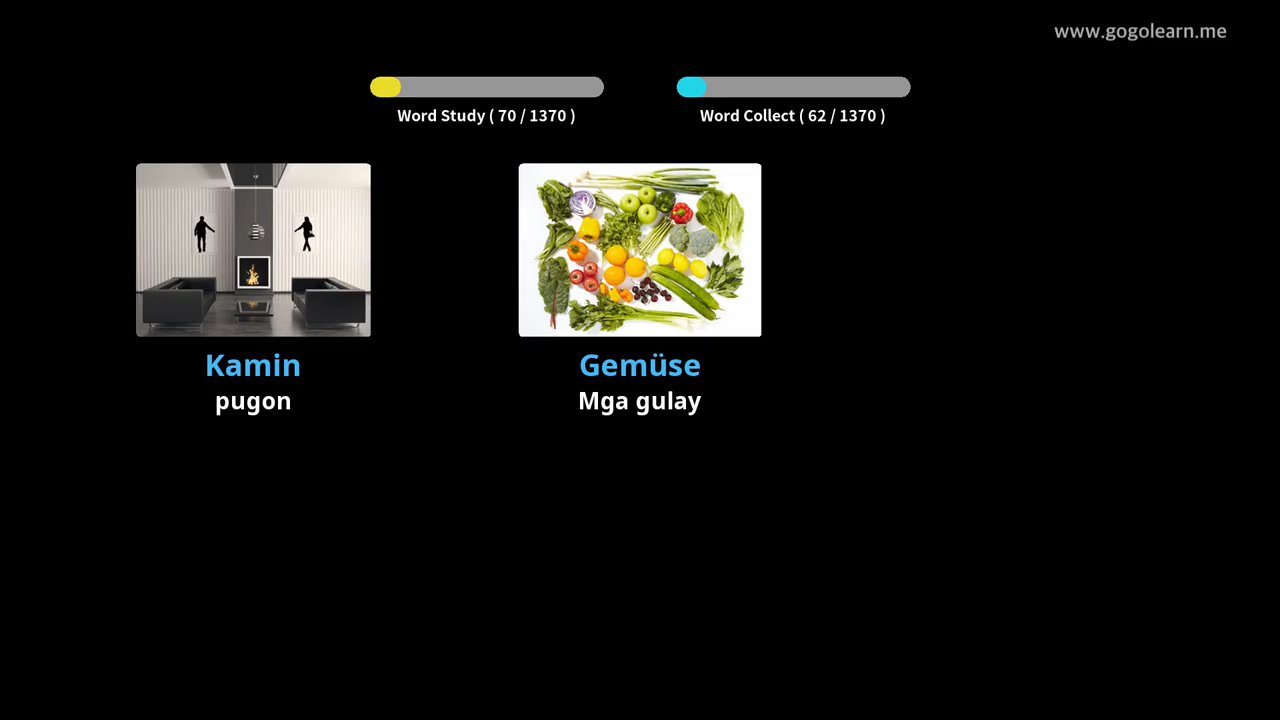 www.gogolearn.me
Word Study ( 70 / 1370 )
Word Collect ( 62 / 1370 )
Kamin
pugon
Gemüse
Mga gulay